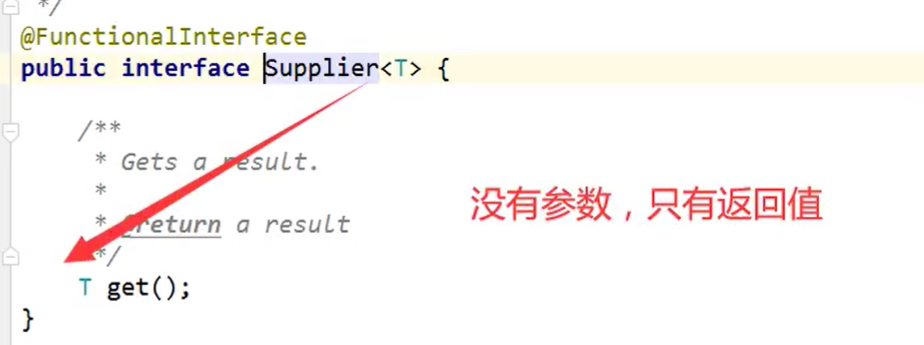 */
@FunctionalInterface
public interface Supplier<T> {
/**
* Gets a result.
*
* @return a result
*/
T get();
}
没有参数，只有返回值